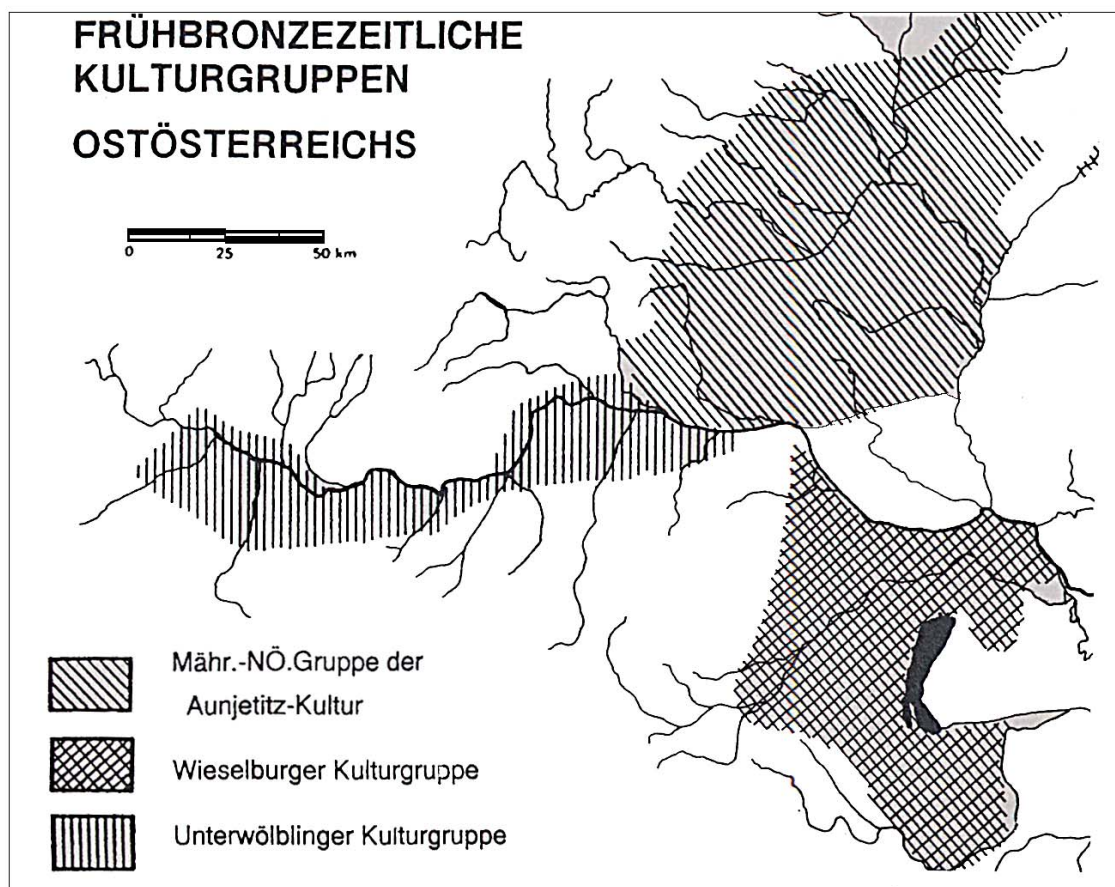 FRÜHBRONZEZEITLICHE
KULTURGRUPPEN
OSTÖSTERREICHS
0 25 50 km
Mähr.-NÖ.Gruppe der
Aunjetitz-Kultur
Wieselburger Kulturgruppe
Unterwölblinger Kulturgruppe